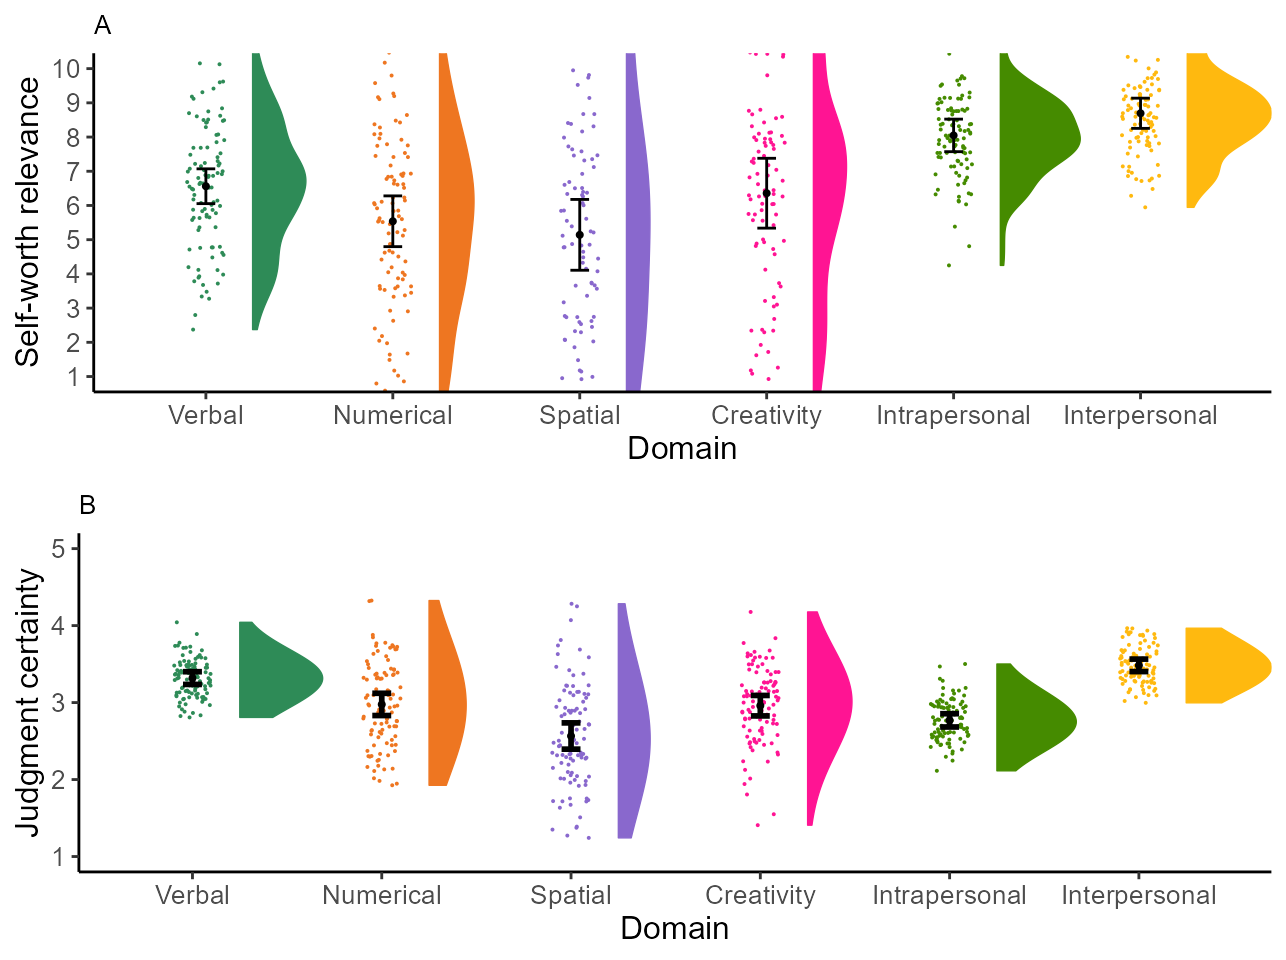 A
Self-worth relevance
10
9
8
7
6
5
4
3
2
1
Verbal Numerical Spatial Creativity Intrapersonal Interpersonal
Domain
B
Judgment certainty
5
4
3
2
1
Verbal Numerical Spatial Creativity Intrapersonal Interpersonal
Domain